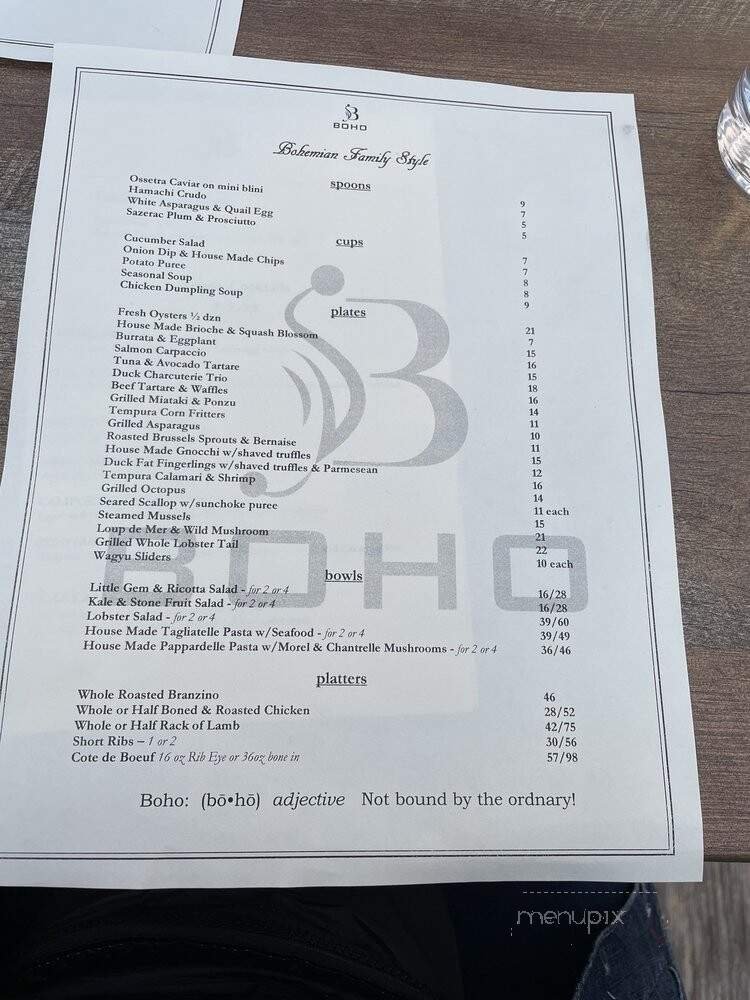 B
BOHO
Bohemian Family Style
spoons
Ossetra Caviar on mini blini 9
Hamachi Crudo 7
White Asparagus & Quail Egg 5
Sazerac Plum & Prosciutto 5
cups
Cucumber Salad 7
Onion Dip & House Made Chips 7
Potato Puree 8
Seasonal Soup 8
Chicken Dumpling Soup 9
plates
Fresh Oysters ½ dzn 21
House Made Brioche & Squash Blossom 7
Burrata & Eggplant 15
Salmon Carpaccio 16
Tuna & Avocado Tartare 15
Duck Charcuterie Trio 18
Beef Tartare & Waffles 16
Grilled Miataki & Ponzu 14
Tempura Corn Fritters 11
Grilled Asparagus 10
Roasted Brussels Sprouts & Bernaise 11
House Made Gnocchi w/shaved truffles 15
Duck Fat Fingerlings w/shaved truffles & Parmesean 12
Tempura Calamari & Shrimp 16
Grilled Octopus 14
Seared Scallop w/sunchoke puree 11 each
Steamed Mussels 15
Loup de Mer & Wild Mushroom 21
Grilled Whole Lobster Tail 22
Wagyu Sliders 10 each
B
BOHO
bowls
Little Gem & Ricotta Salad - for 2 or 4 16/28
Kale & Stone Fruit Salad - for 2 or 4 16/28
Lobster Salad - for 2 or 4 39/60
House Made Tagliatelle Pasta w/Seafood - for 2 or 4 39/49
House Made Pappardelle Pasta w/Morel & Chantrelle Mushrooms - for 2 or 4 36/46
platters
Whole Roasted Branzino 46
Whole or Half Boned & Roasted Chicken 28/52
Whole or Half Rack of Lamb 42/75
Short Ribs – 1 or 2 30/56
Cote de Boeuf 16 oz Rib Eye or 36oz bone in 57/98
Boho: (bō•hō) adjective Not bound by the ordnary!
menupix